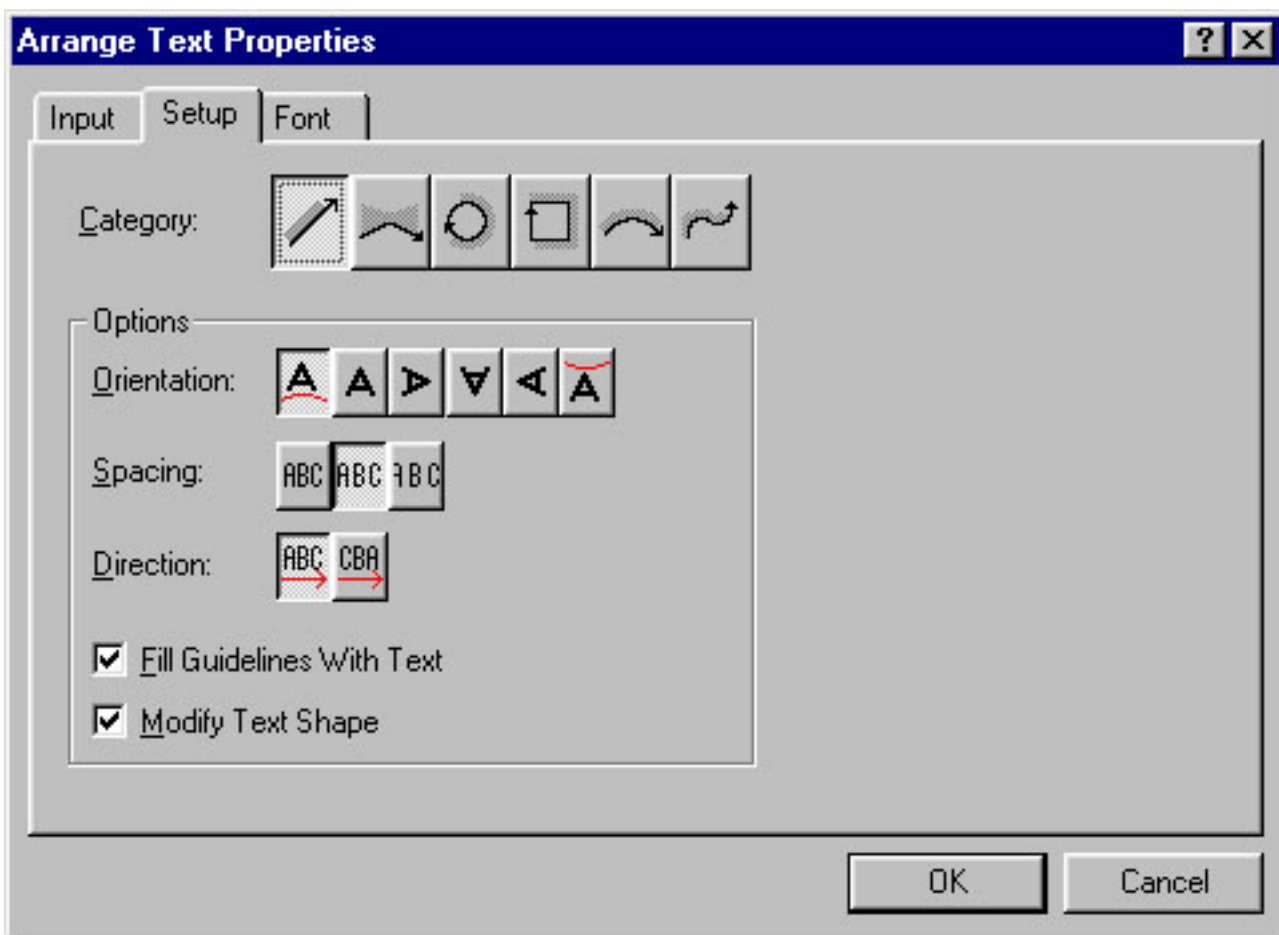 Arrange Text Properties ? X
Input Setup Font
Category:
Options
Orientation: A A A A A A
Spacing: ABC ABC ABC
Direction: ABC CBA
Fill Guidelines With Text
Modify Text Shape
OK Cancel